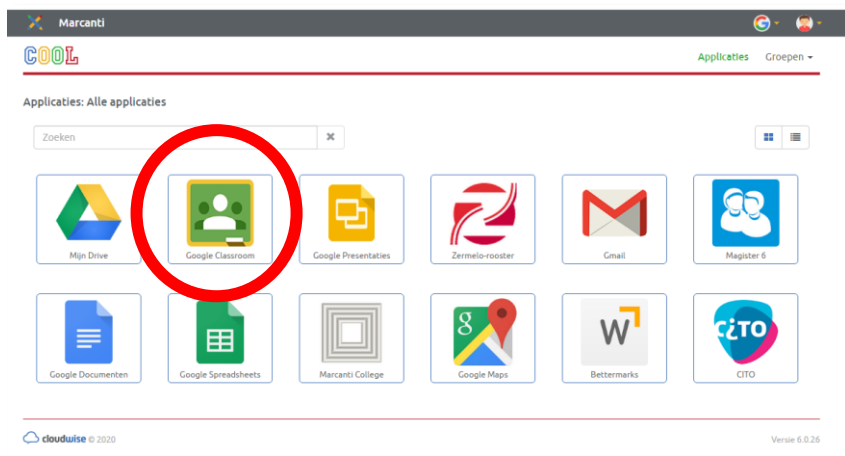 Marcanti
COOL
Applicaties Groepen
Applicaties: Alle applicaties
Zoeken
Mijn Drive Google Classroom Google Presentaties Zermelo-rooster Gmail Magister 6
g W CiTO
Google Documenten Google Spreadsheets Marcanti College Google Maps Bettermarks CITO
cloudwise © 2020 Versie 6.0.26